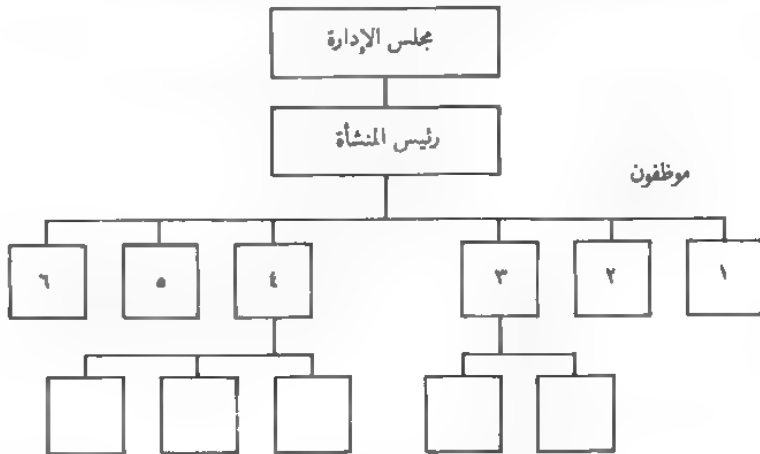 مجلس الإدارة
رئيس المنشأة
موظفون
١ ٢ ٣ ٤ ٥ ٦